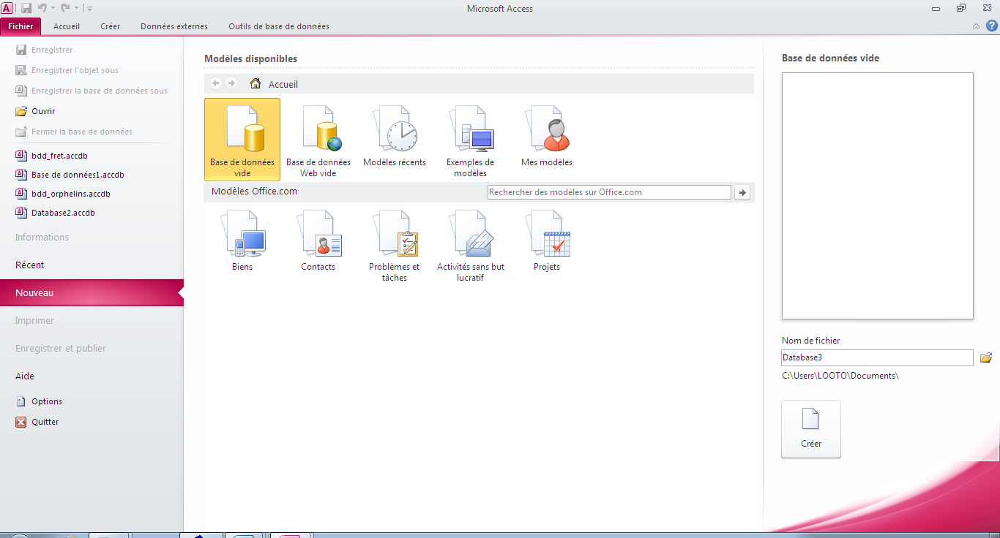 Microsoft Access
Fichier
Accueil
Créer
Données externes
Outils de base de données
Enregistrer
Enregistrer l'objet sous
Enregistrer la base de données sous
Ouvrir
Fermer la base de données
bdd_fret.accdb
Base de données1.accdb
bdd_orphelins.accdb
Database2.accdb
Informations
Récent
Nouveau
Imprimer
Enregistrer et publier
Aide
Options
Quitter
Modèles disponibles
Accueil
Base de données
vide
Base de données
Web vide
Modèles récents
Exemples de
modèles
Mes modèles
Modèles Office.com
Rechercher des modèles sur Office.com
Biens
Contacts
Problèmes et
tâches
Activités sans but
lucratif
Projets
Base de données vide
Nom de fichier
Database3
C:\Users\LOOTO\Documents\
Créer